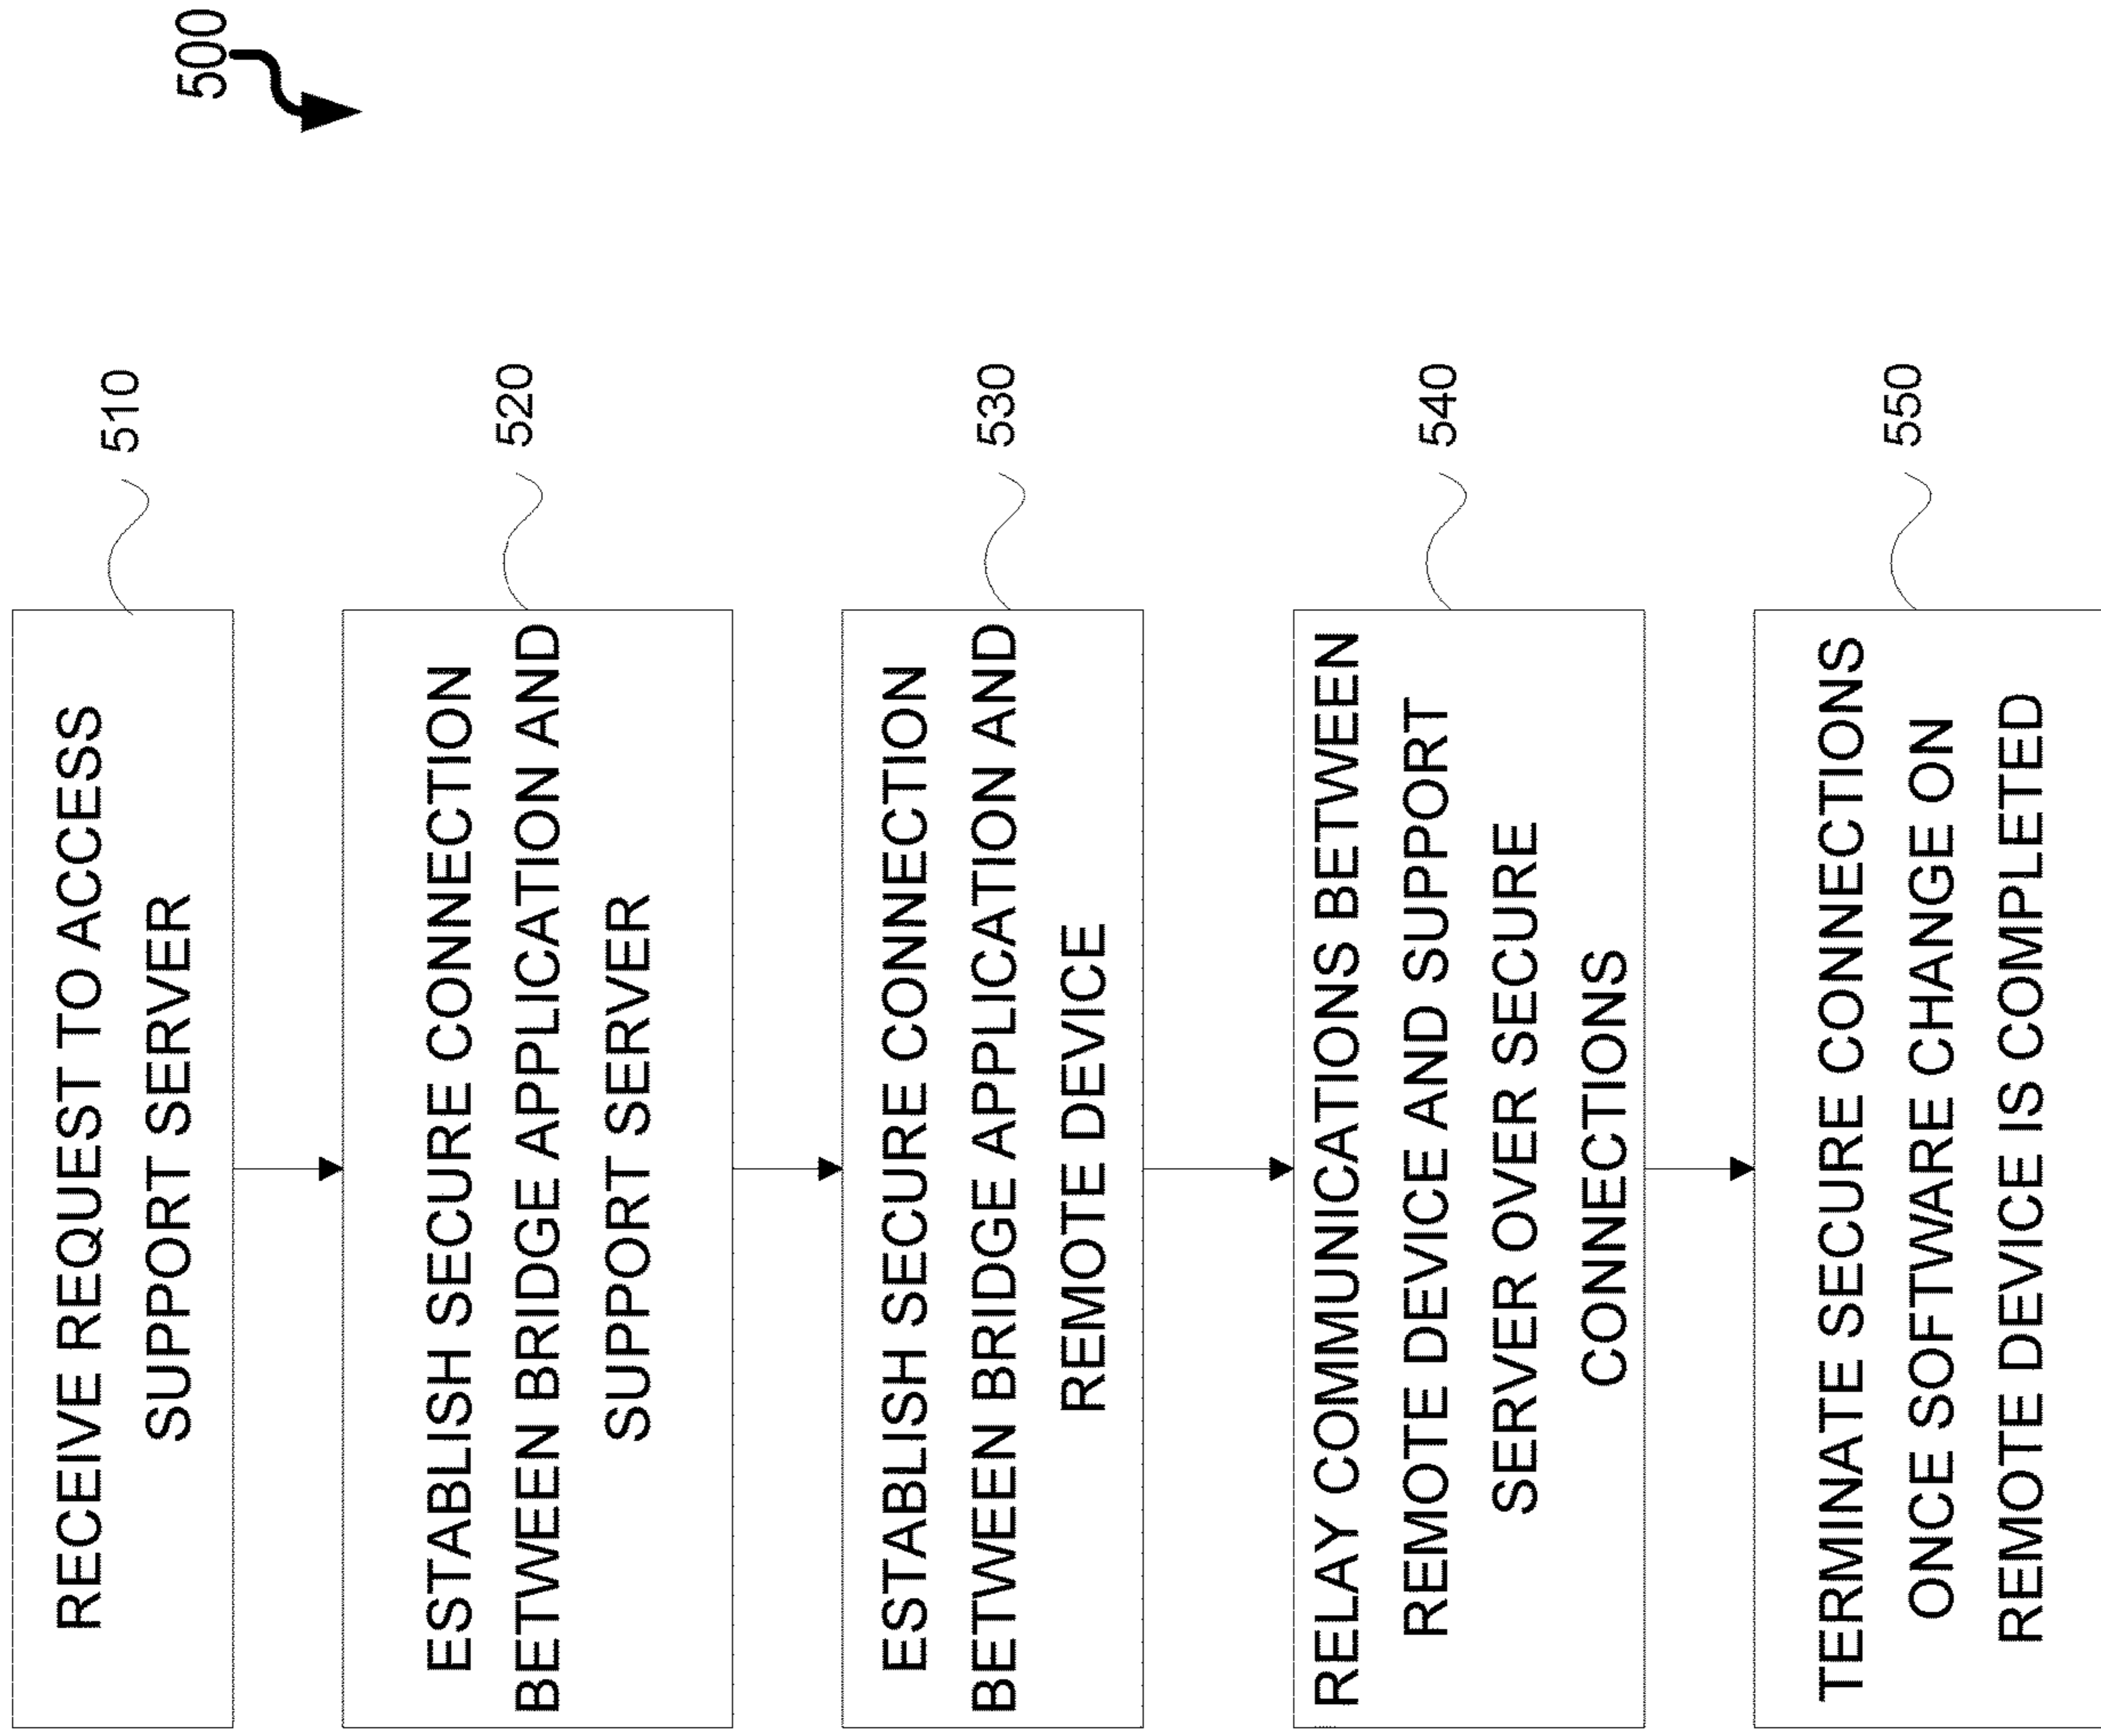 500
RECEIVE REQUEST TO ACCESS
SUPPORT SERVER
510
ESTABLISH SECURE CONNECTION
BETWEEN BRIDGE APPLICATION AND
SUPPORT SERVER
520
ESTABLISH SECURE CONNECTION
BETWEEN BRIDGE APPLICATION AND
REMOTE DEVICE
530
RELAY COMMUNICATIONS BETWEEN
REMOTE DEVICE AND SUPPORT
SERVER OVER SECURE
CONNECTIONS
540
TERMINATE SECURE CONNECTIONS
ONCE SOFTWARE CHANGE ON
REMOTE DEVICE IS COMPLETED
550